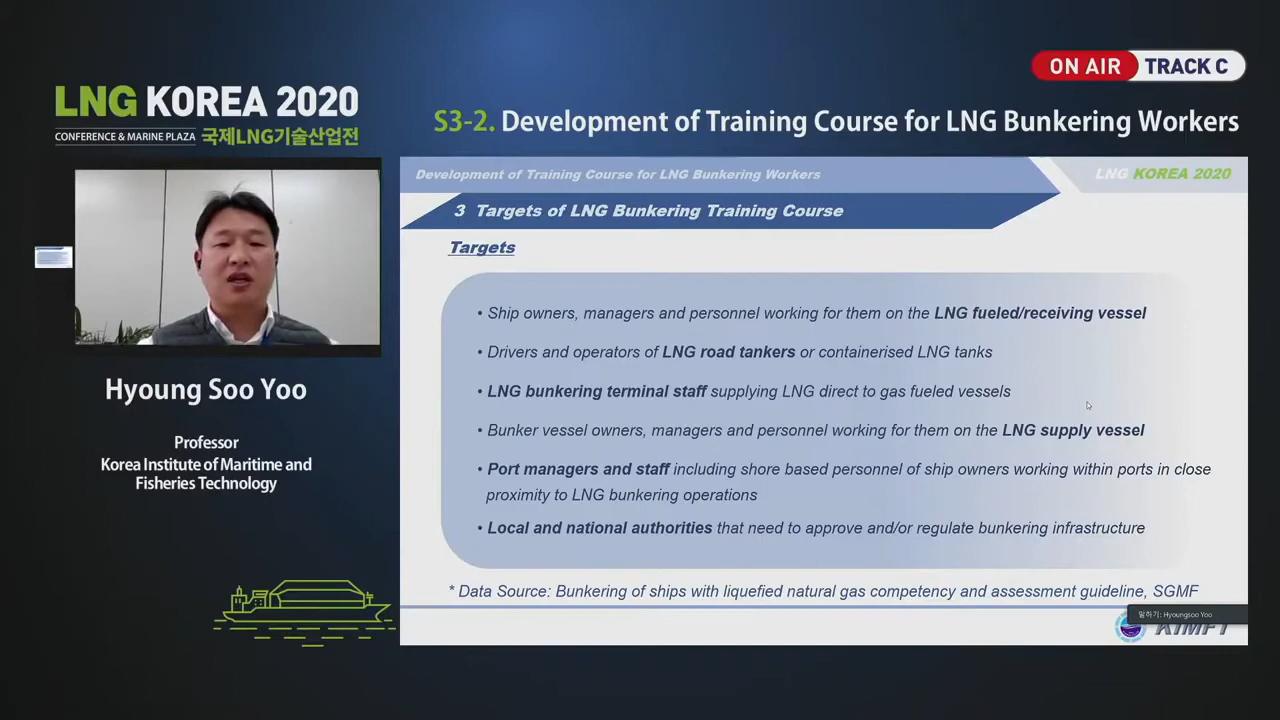 ON AIR TRACK C
LNG KOREA 2020
CONFERENCE & MARINE PLAZA 국제LNG기술산업전
S3-2. Development of Training Course for LNG Bunkering Workers
Development of Training Course for LNG Bunkering Workers
LNG KOREA 2020
3 Targets of LNG Bunkering Training Course
Targets
• Ship owners, managers and personnel working for them on the LNG fueled/receiving vessel
• Drivers and operators of LNG road tankers or containerised LNG tanks
• LNG bunkering terminal staff supplying LNG direct to gas fueled vessels
• Bunker vessel owners, managers and personnel working for them on the LNG supply vessel
• Port managers and staff including shore based personnel of ship owners working within ports in close
proximity to LNG bunkering operations
• Local and national authorities that need to approve and/or regulate bunkering infrastructure
* Data Source: Bunkering of ships with liquefied natural gas competency and assessment guideline, SGMF
말하기: Hyoungsoo Yoo
KIMFT
Hyoung Soo Yoo
Professor
Korea Institute of Maritime and
Fisheries Technology